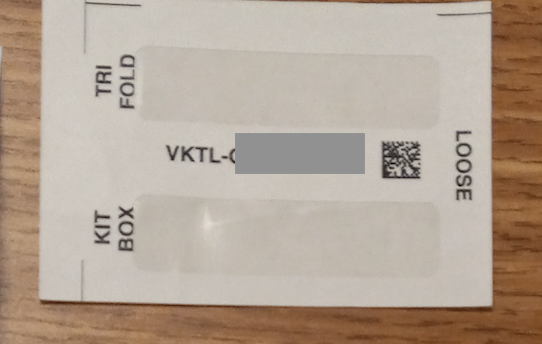 TRI
FOLD
VKTL-
LOOSE
KIT
BOX